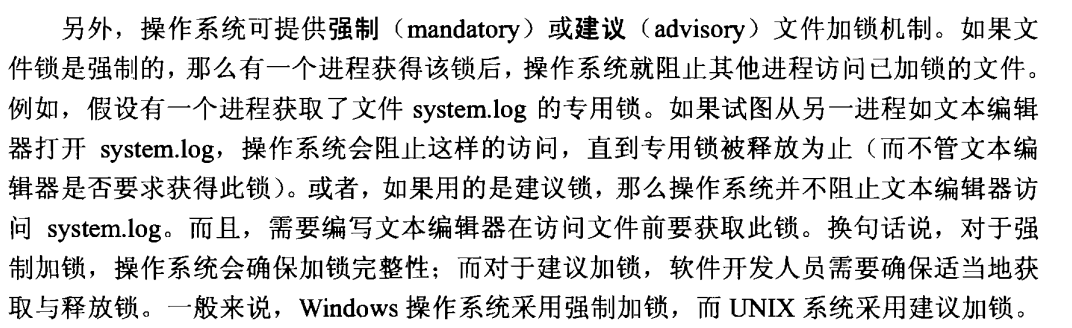 另外，操作系统可提供强制（mandatory）或建议（advisory）文件加锁机制。如果文
件锁是强制的，那么有一个进程获得该锁后，操作系统就阻止其他进程访问已加锁的文件。
例如，假设有一个进程获取了文件 system.log 的专用锁。如果试图从另一进程如文本编辑
器打开 system.log，操作系统会阻止这样的访问，直到专用锁被释放为止（而不管文本编
辑器是否要求获得此锁）。或者，如果用的是建议锁，那么操作系统并不阻止文本编辑器访
问 system.log。而且，需要编写文本编辑器在访问文件前要获取此锁。换句话说，对于强
制加锁，操作系统会确保加锁完整性；而对于建议加锁，软件开发人员需要确保适当地获
取与释放锁。一般来说，Windows 操作系统采用强制加锁，而 UNIX 系统采用建议加锁。